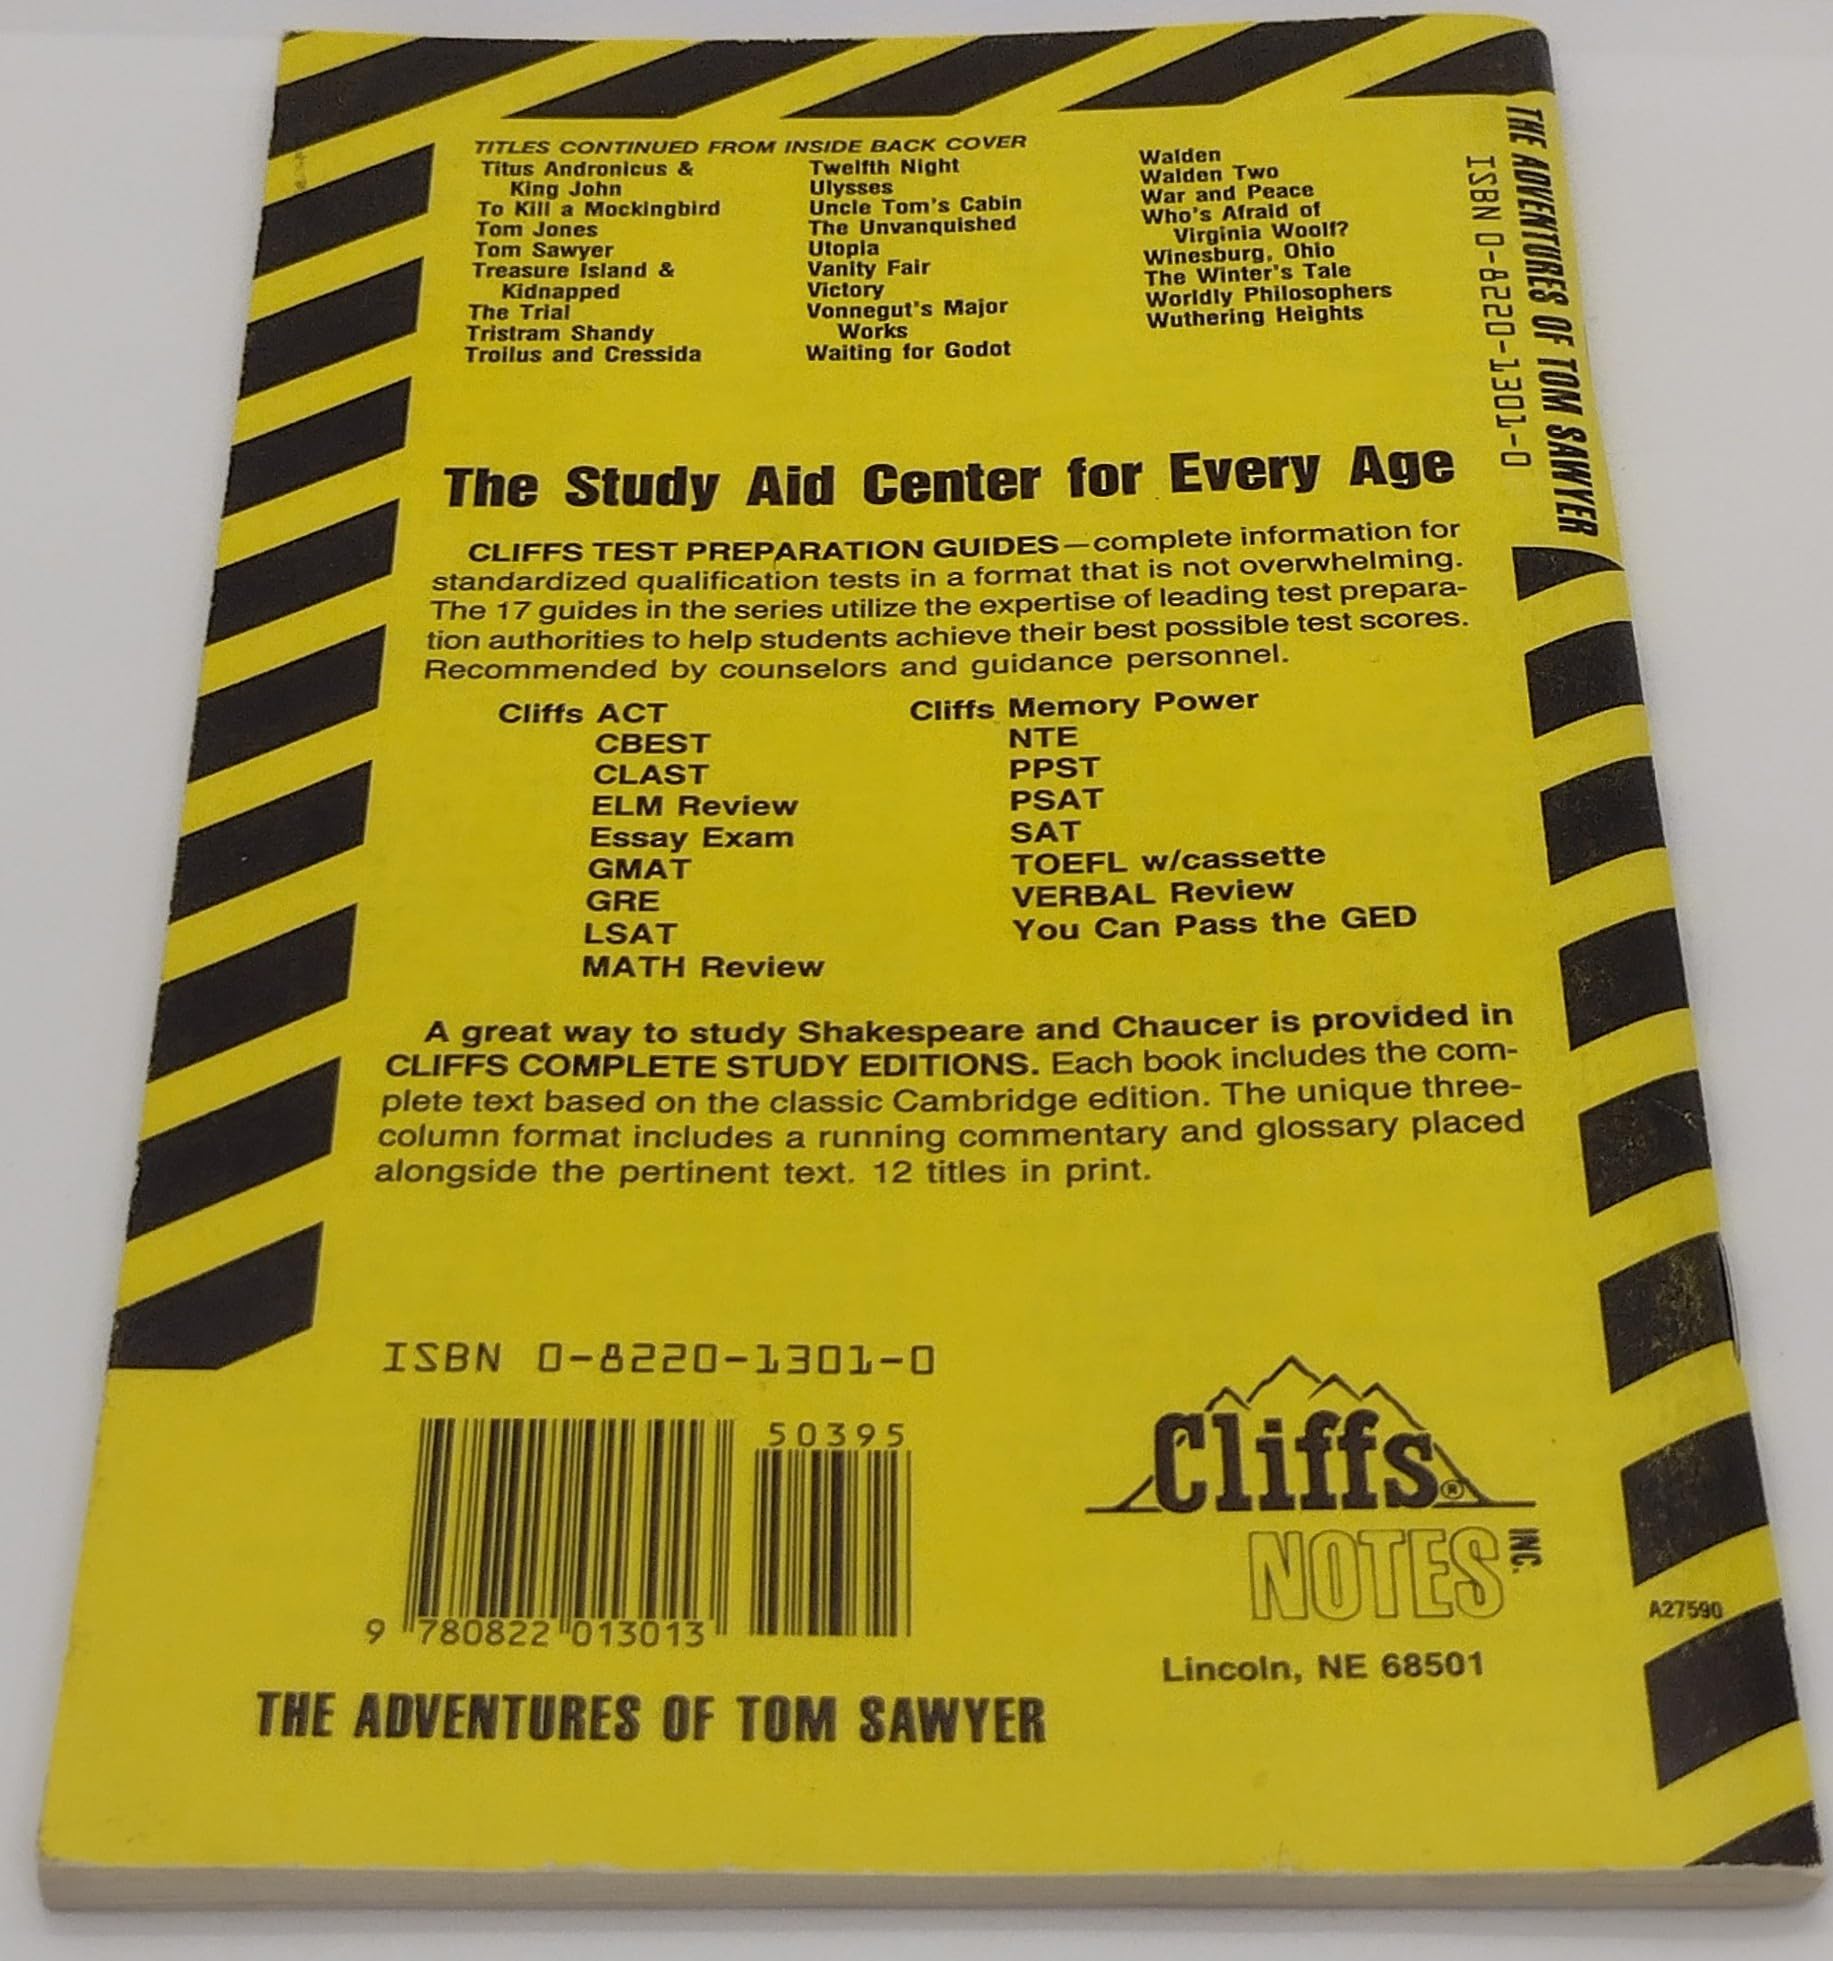 TITLES CONTINUED FROM INSIDE BACK COVER
Titus Andronicus &
King John
To Kill a Mockingbird
Tom Jones
Tom Sawyer
Treasure Island &
Kidnapped
The Trial
Tristram Shandy
Troilus and Cressida
Twelfth Night
Ulysses
Uncle Tom's Cabin
The Unvanquished
Utopia
Vanity Fair
Victory
Vonnegut's Major
Works
Waiting for Godot
Walden
Walden Two
War and Peace
Who's Afraid of
Virginia Woolf?
Winesburg, Ohio
The Winter's Tale
Worldly Philosophers
Wuthering Heights
The Study Aid Center for Every Age
CLIFFS TEST PREPARATION GUIDES—complete information for
standardized qualification tests in a format that is not overwhelming.
The 17 guides in the series utilize the expertise of leading test prepara-
tion authorities to help students achieve their best possible test scores.
Recommended by counselors and guidance personnel.
Cliffs ACT
CBEST
CLAST
ELM Review
Essay Exam
GMAT
GRE
LSAT
MATH Review
Cliffs Memory Power
NTE
PPST
PSAT
SAT
TOEFL w/cassette
VERBAL Review
You Can Pass the GED
A great way to study Shakespeare and Chaucer is provided in
CLIFFS COMPLETE STUDY EDITIONS. Each book includes the com-
plete text based on the classic Cambridge edition. The unique three-
column format includes a running commentary and glossary placed
alongside the pertinent text. 12 titles in print.
ISBN 0-8220-1301-0
50395
9 780822 013013
THE ADVENTURES OF TOM SAWYER
Cliffs®
NOTES INC.
Lincoln, NE 68501
THE ADVENTURES OF TOM SAWYER
ISBN 0-8220-1301-0
A27590